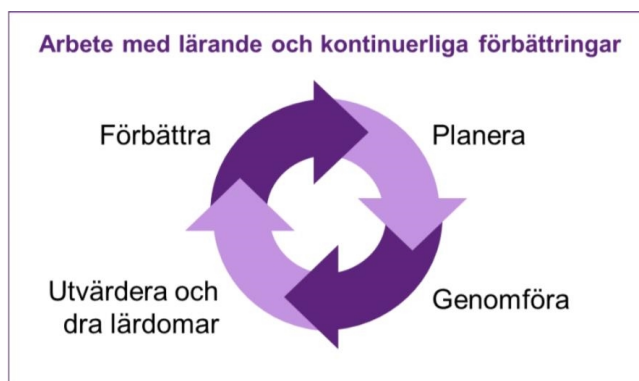 Arbete med lärande och kontinuerliga förbättringar
Förbättra
Planera
Utvärdera och
dra lärdomar
Genomföra